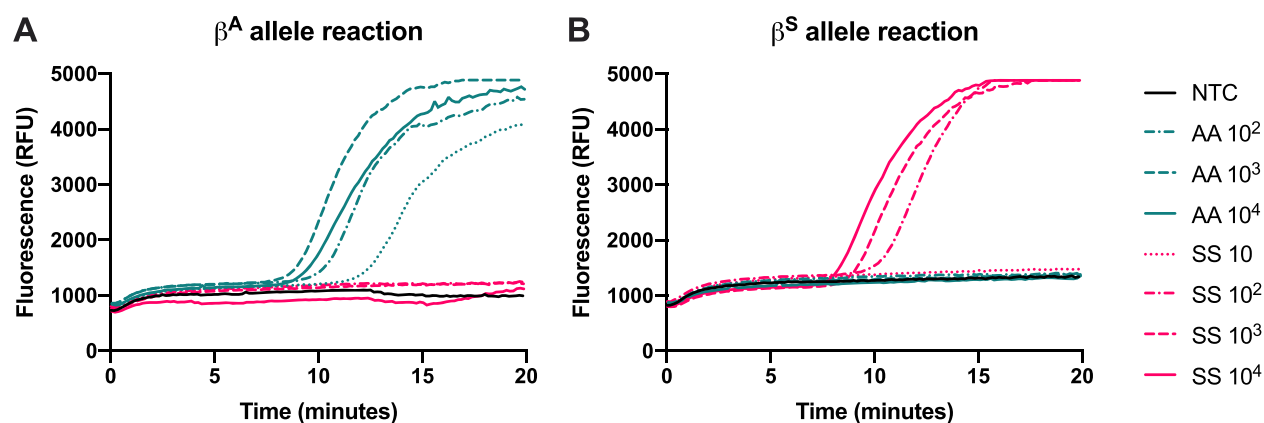 A
β^A allele reaction
Fluorescence (RFU)
5000
4000
3000
2000
1000
0
0 5 10 15 20
Time (minutes)
B
β^S allele reaction
Fluorescence (RFU)
5000
4000
3000
2000
1000
0
0 5 10 15 20
Time (minutes)
NTC
AA 10²
AA 10³
AA 10⁴
SS 10
SS 10²
SS 10³
SS 10⁴